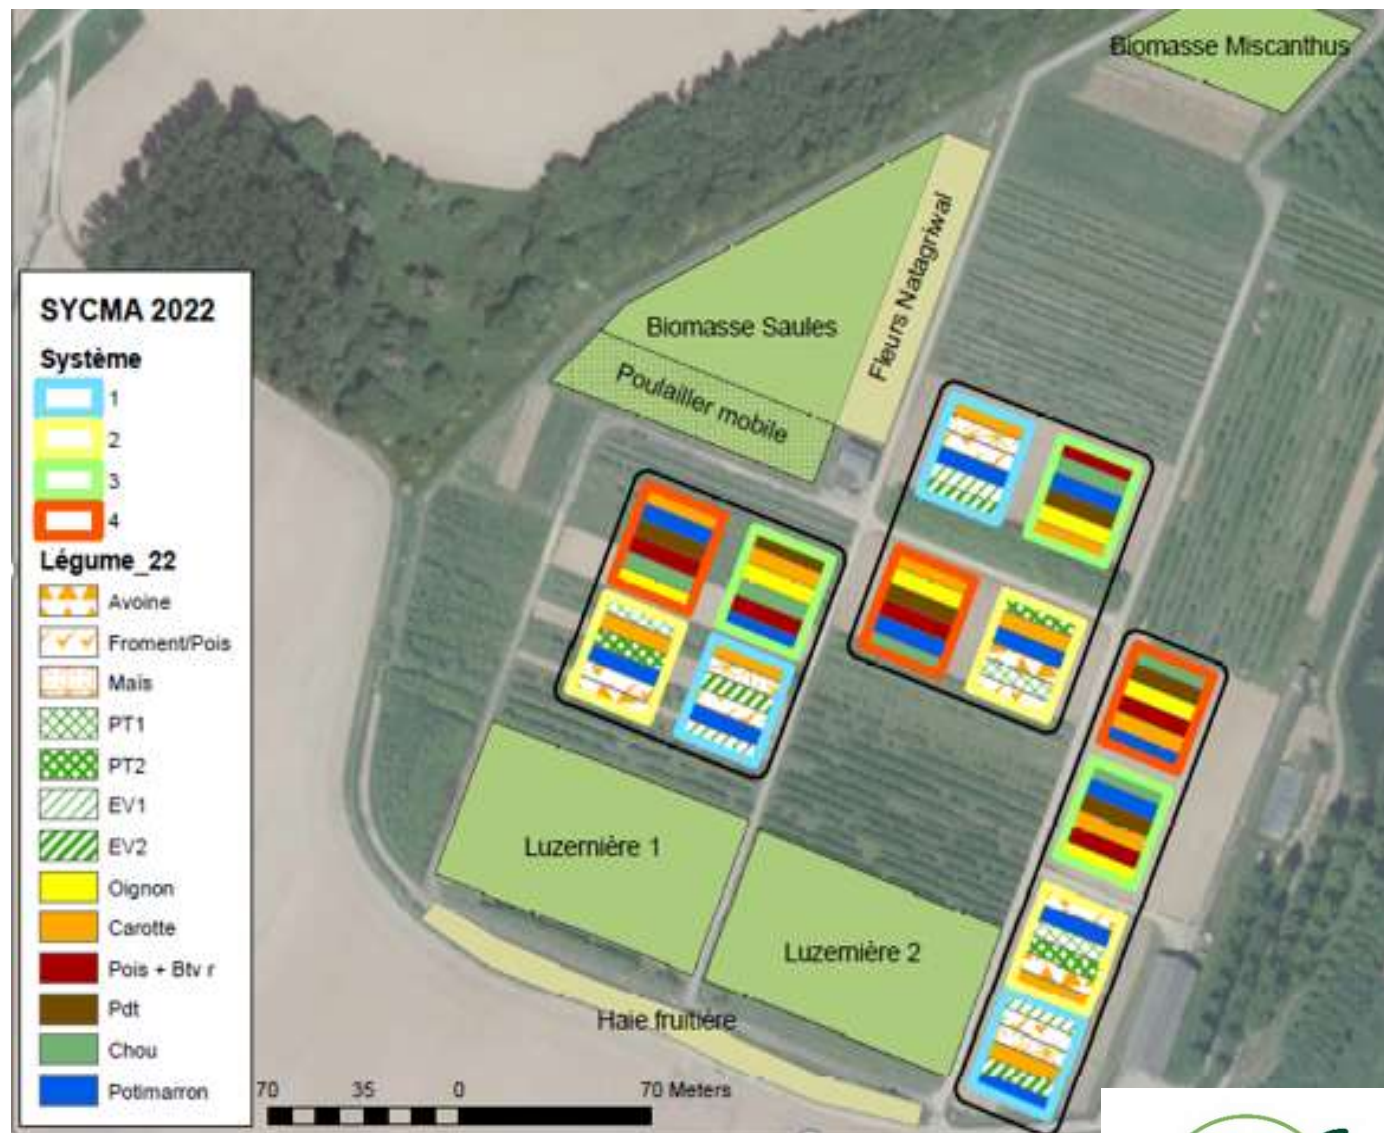 Biomasse Miscanthus
Fleurs Natagriwal
Biomasse Saules
Poulailler mobile
SYCMA 2022
Système
1
2
3
4
Légume_22
Avoine
Froment/Pois
Maïs
PT1
PT2
EV1
EV2
Oignon
Carotte
Pois + Btv r
Pdt
Chou
Potimarron
Luzernière 1
Luzernière 2
Haie fruitière
70 35 0 70 Meters